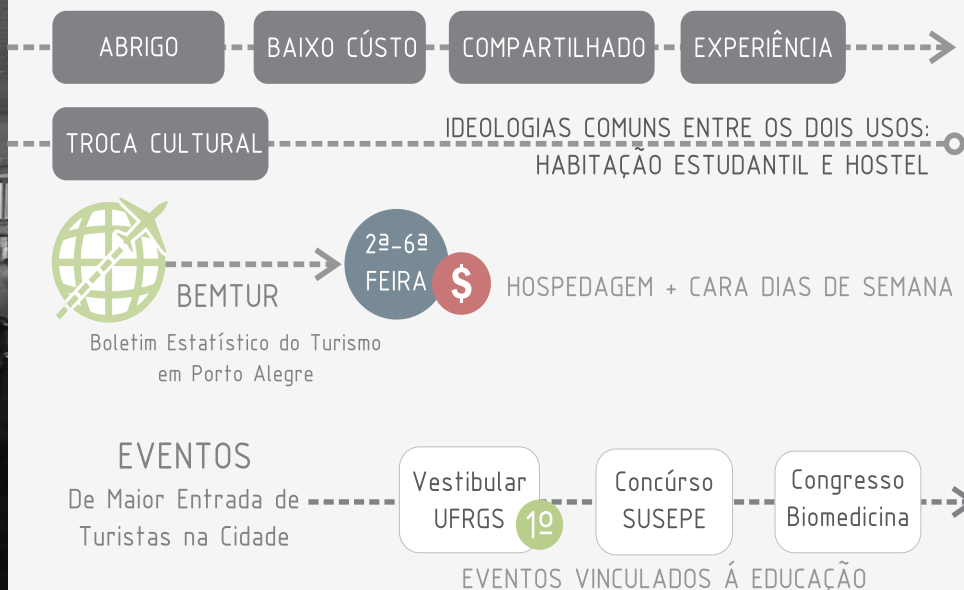 ABRIGO
BAIXO CÚSTO
COMPARTILHADO
EXPERIÊNCIA
TROCA CULTURAL
IDEOLOGIAS COMUNS ENTRE OS DOIS USOS:
HABITAÇÃO ESTUDANTIL E HOSTEL
BEMTUR
Boletim Estatístico do Turismo
em Porto Alegre
2ª-6ª
FEIRA
$
HOSPEDAGEM + CARA DIAS DE SEMANA
EVENTOS
De Maior Entrada de
Turistas na Cidade
Vestibular
UFRGS
1º
Concúrso
SUSEPE
Congresso
Biomedicina
EVENTOS VINCULADOS Á EDUCAÇÃO